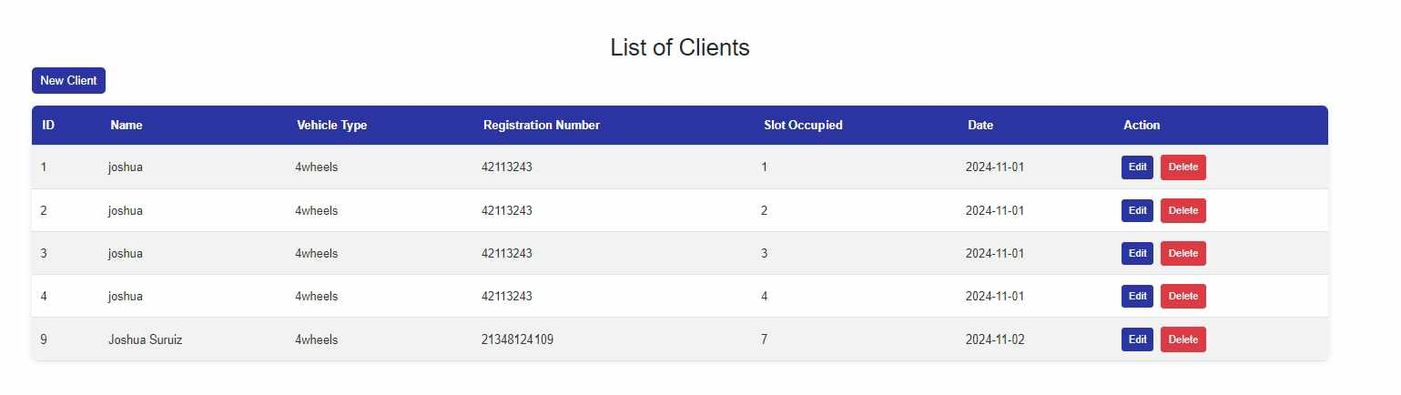 List of Clients
New Client
ID Name Vehicle Type Registration Number Slot Occupied Date Action
1 joshua 4wheels 42113243 1 2024-11-01 Edit Delete
2 joshua 4wheels 42113243 2 2024-11-01 Edit Delete
3 joshua 4wheels 42113243 3 2024-11-01 Edit Delete
4 joshua 4wheels 42113243 4 2024-11-01 Edit Delete
9 Joshua Suruiz 4wheels 21348124109 7 2024-11-02 Edit Delete